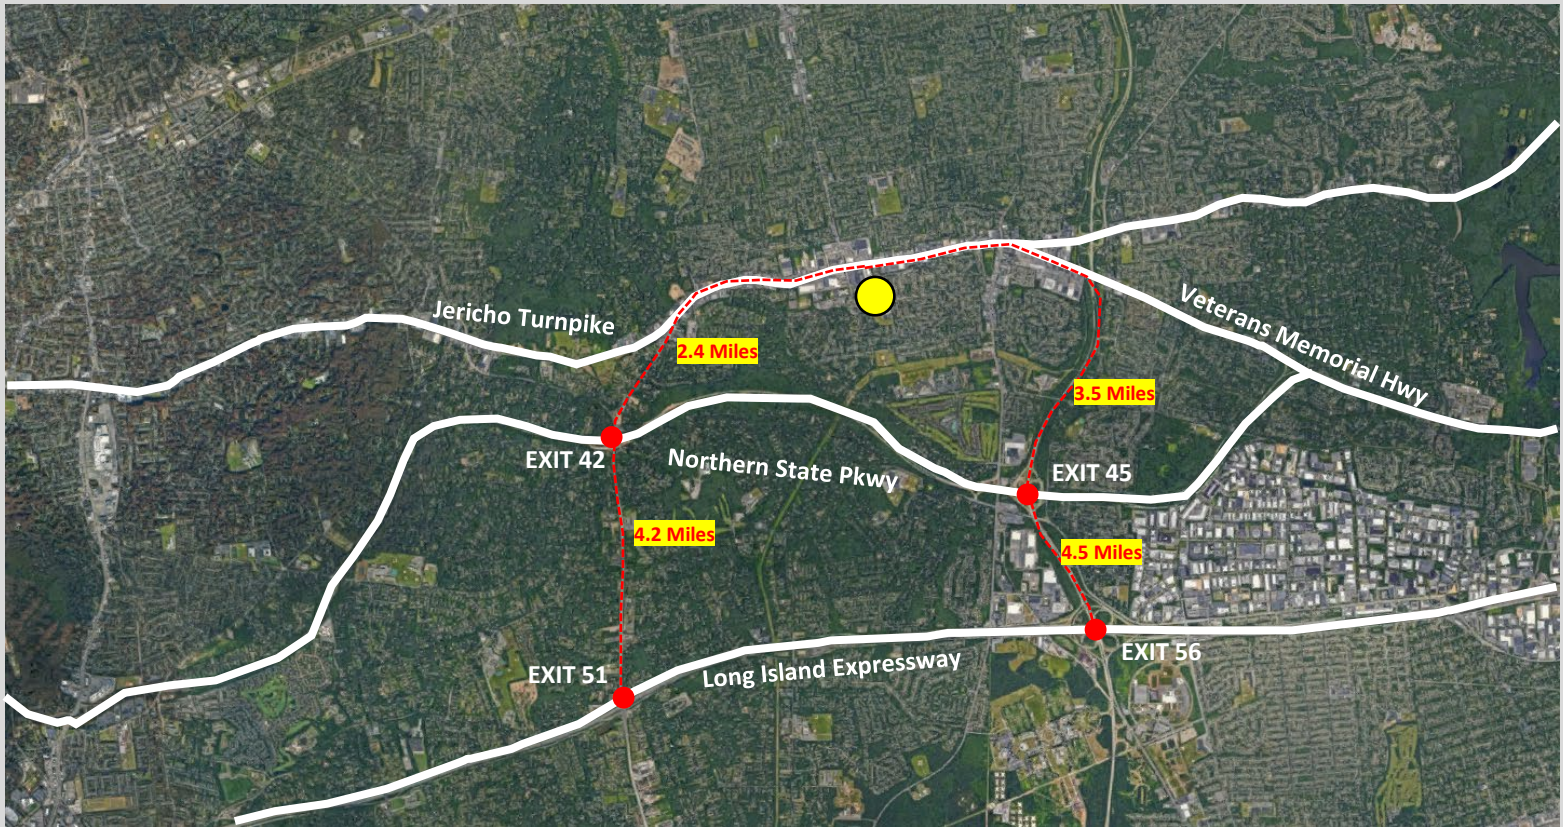 Jericho Turnpike
Veterans Memorial Hwy
2.4 Miles
3.5 Miles
EXIT 42
Northern State Pkwy
EXIT 45
4.2 Miles
4.5 Miles
EXIT 51
Long Island Expressway
EXIT 56